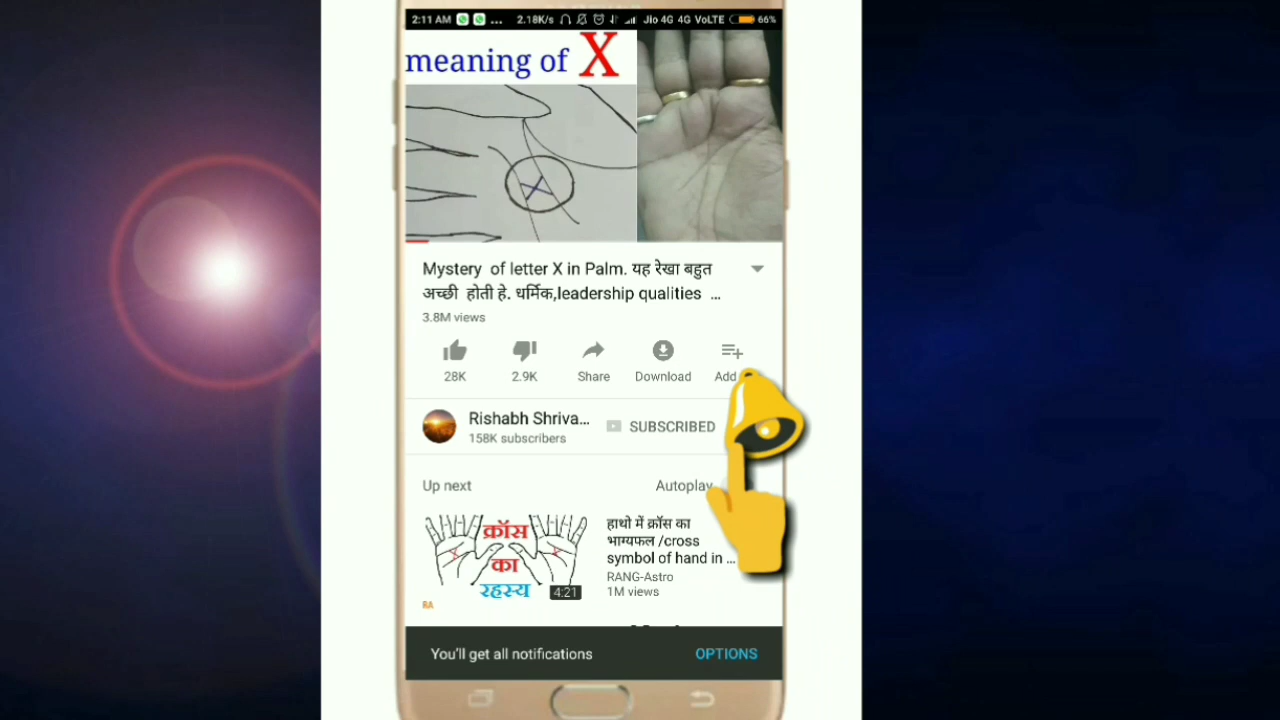 2:11 AM ... 2.18K/s Jio 4G 4G VoLTE 66%
meaning of X
X
Mystery of letter X in Palm. यह रेखा बहुत
अच्छी होती हे. धर्मिक,leadership qualities ...
3.8M views
28K 2.9K Share Download Add
Rishabh Shriva... SUBSCRIBED
158K subscribers
Up next Autoplay
क्रॉस
का
रहस्य
4:21
RA
हाथो में क्रॉस का
भाग्यफल /cross
symbol of hand in ...
RANG-Astro
1M views
You'll get all notifications OPTIONS